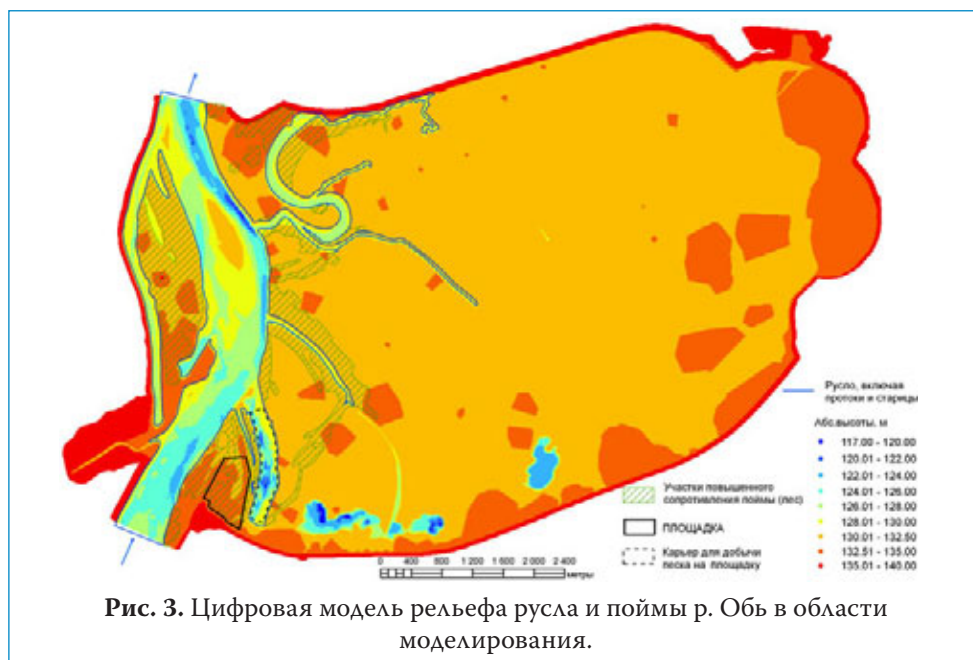 Русло, включая
протоки и старицы
Абс.высоты, м
117.00 - 120.00
120.01 - 122.00
122.01 - 124.00
124.01 - 126.00
126.01 - 128.00
128.01 - 130.00
130.01 - 132.50
132.51 - 135.00
135.01 - 140.00
Участки повышенного
сопротивления поймы (лес)
ПЛОЩАДКА
Карьер для добычи
песка на площадку
0 400 800 1 200 1 600 2 000 2 400
метры
Рис. 3. Цифровая модель рельефа русла и поймы р. Обь в области
моделирования.